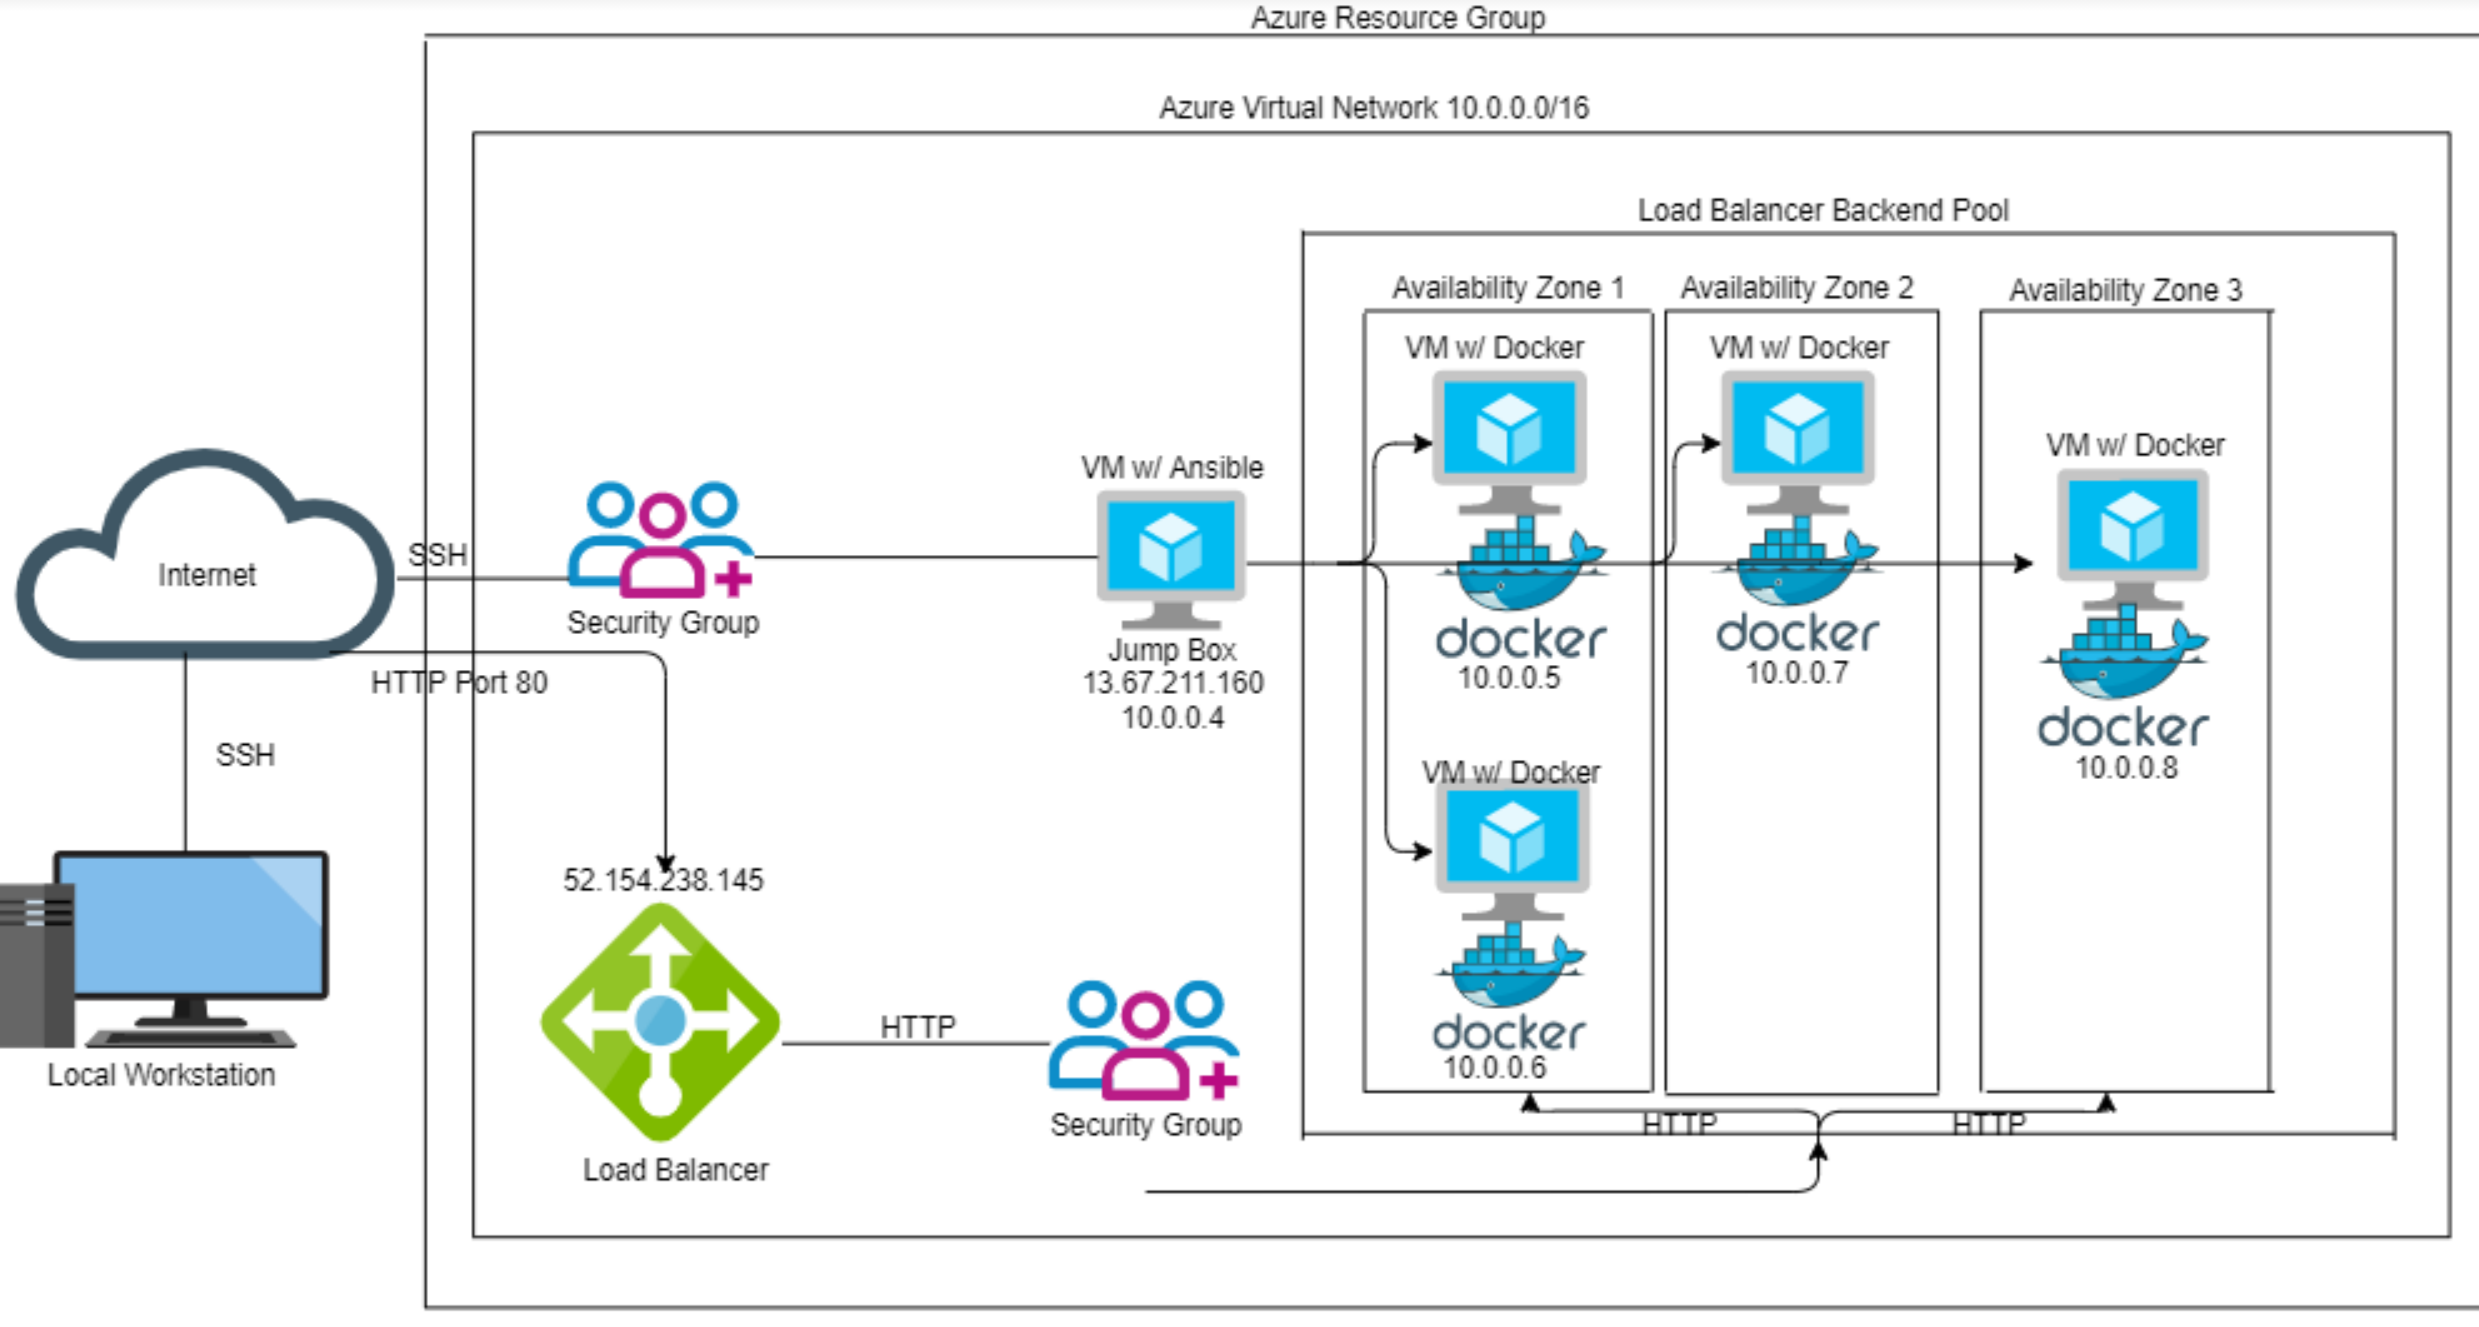 Azure Resource Group
Azure Virtual Network 10.0.0.0/16
Load Balancer Backend Pool
Availability Zone 1
Availability Zone 2
Availability Zone 3
VM w/ Docker
VM w/ Docker
VM w/ Docker
VM w/ Ansible
SSH
Internet
Security Group
docker
10.0.0.5
docker
10.0.0.7
Jump Box
13.67.211.160
10.0.0.4
HTTP Port 80
docker
10.0.0.8
SSH
VM w/ Docker
52.154.238.145
docker
10.0.0.6
HTTP
Local Workstation
Security Group
HTTP
HTTP
Load Balancer